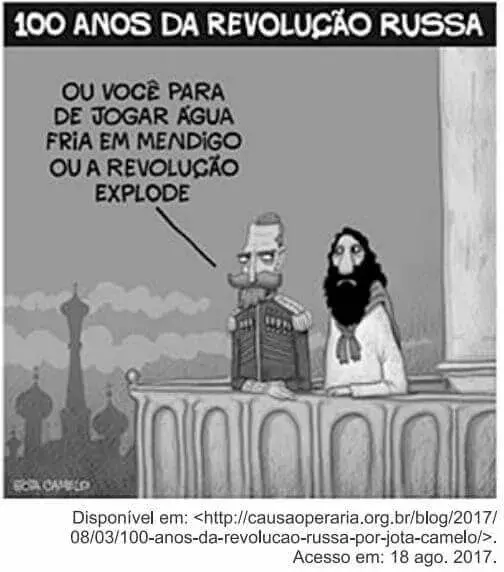 100 ANOS DA REVOLUÇÃO RUSSA
OU VOCÊ PARA
DE JOGAR ÁGUA
FRIA EM MENDIGO
OU A REVOLUÇÃO
EXPLODE
JOTA CAMELO
Disponível em: <http://causaoperaria.org.br/blog/2017/
08/03/100-anos-da-revolucao-russa-por-jota-camelo/>.
Acesso em: 18 ago. 2017.